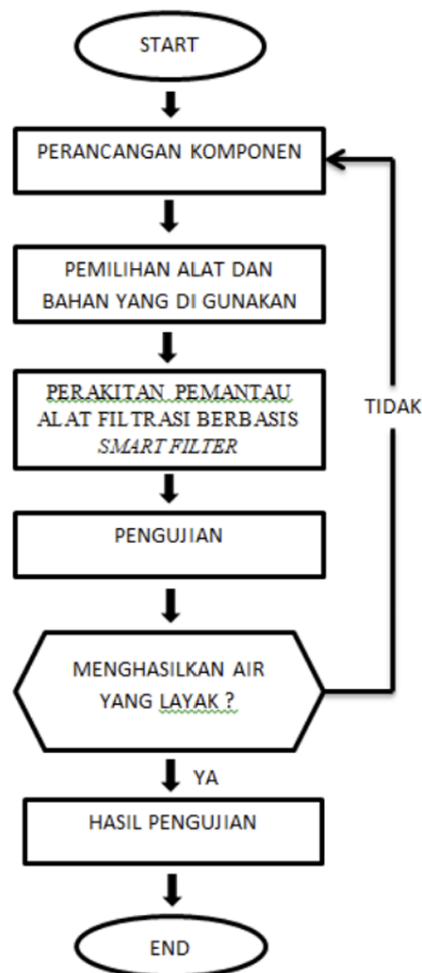 START
PERANCANGAN KOMPONEN
PEMILIHAN ALAT DAN
BAHAN YANG DI GUNAKAN
PERAKITAN PEMANTAU
ALAT FILTRASI BERBASIS
SMART FILTER
TIDAK
PENGUJIAN
MENGHASILKAN AIR
YANG LAYAK ?
YA
HASIL PENGUJIAN
END